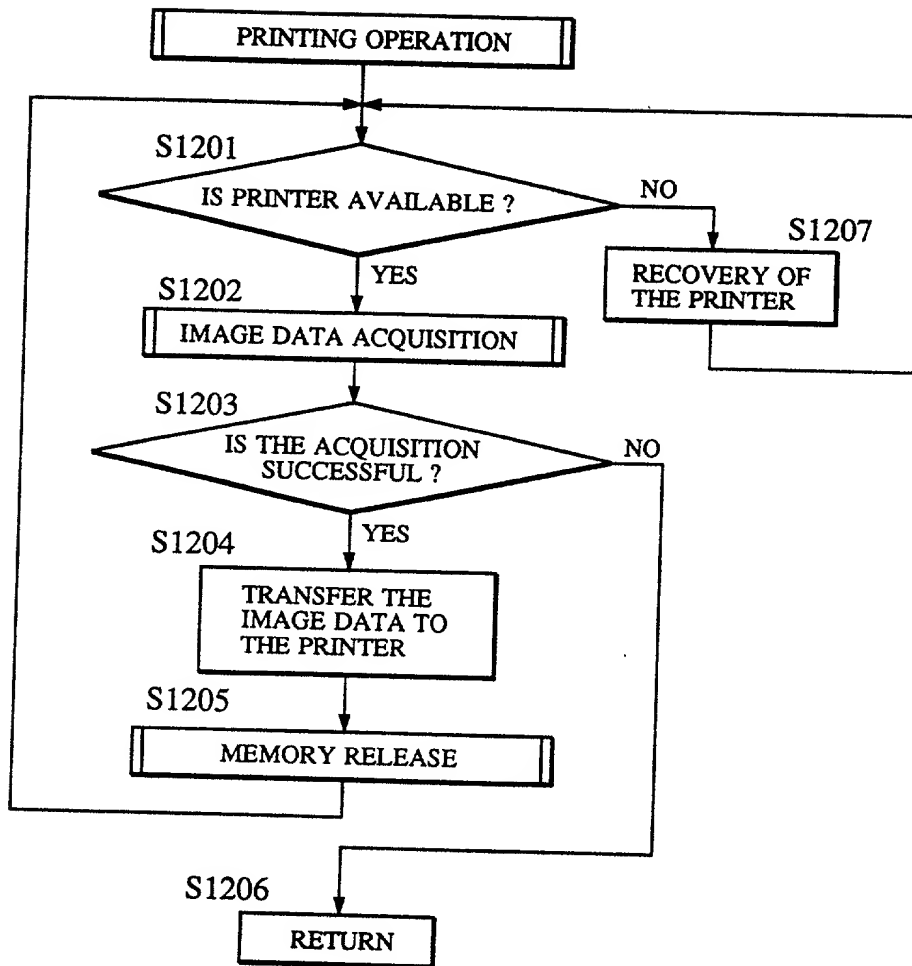 PRINTING OPERATION
S1201
IS PRINTER AVAILABLE ?
NO
S1207
YES
RECOVERY OF
THE PRINTER
S1202
IMAGE DATA ACQUISITION
S1203
IS THE ACQUISITION
SUCCESSFUL ?
NO
YES
S1204
TRANSFER THE
IMAGE DATA TO
THE PRINTER
S1205
MEMORY RELEASE
S1206
RETURN